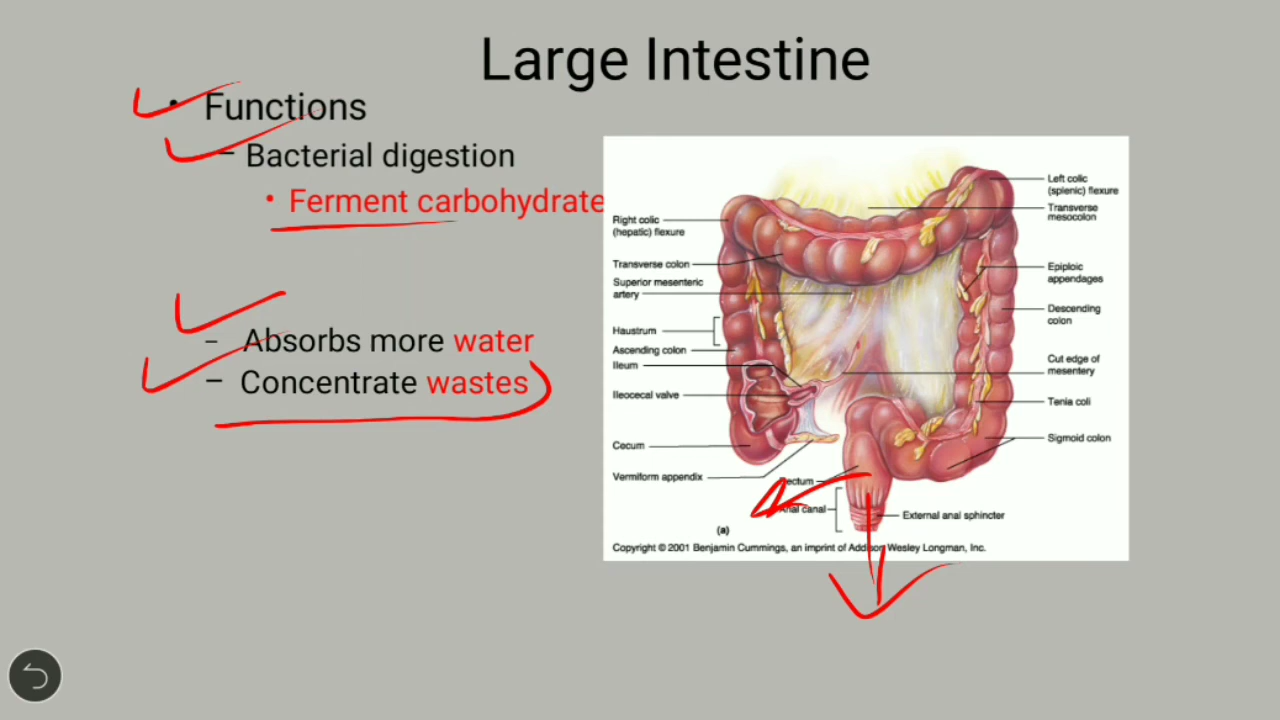 Large Intestine
• Functions
– Bacterial digestion
• Ferment carbohydrate
– Absorbs more water
– Concentrate wastes
Right colic
(hepatic) flexure
Transverse colon
Superior mesenteric
artery
Haustrum
Ascending colon
Ileum
Ileocecal valve
Cecum
Vermiform appendix
Rectum
Anal canal
(a)
Left colic
(splenic) flexure
Transverse
mesocolon
Epiploic
appendages
Descending
colon
Cut edge of
mesentery
Tenia coli
Sigmoid colon
External anal sphincter
Copyright © 2001 Benjamin Cummings, an imprint of Addison Wesley Longman, Inc.